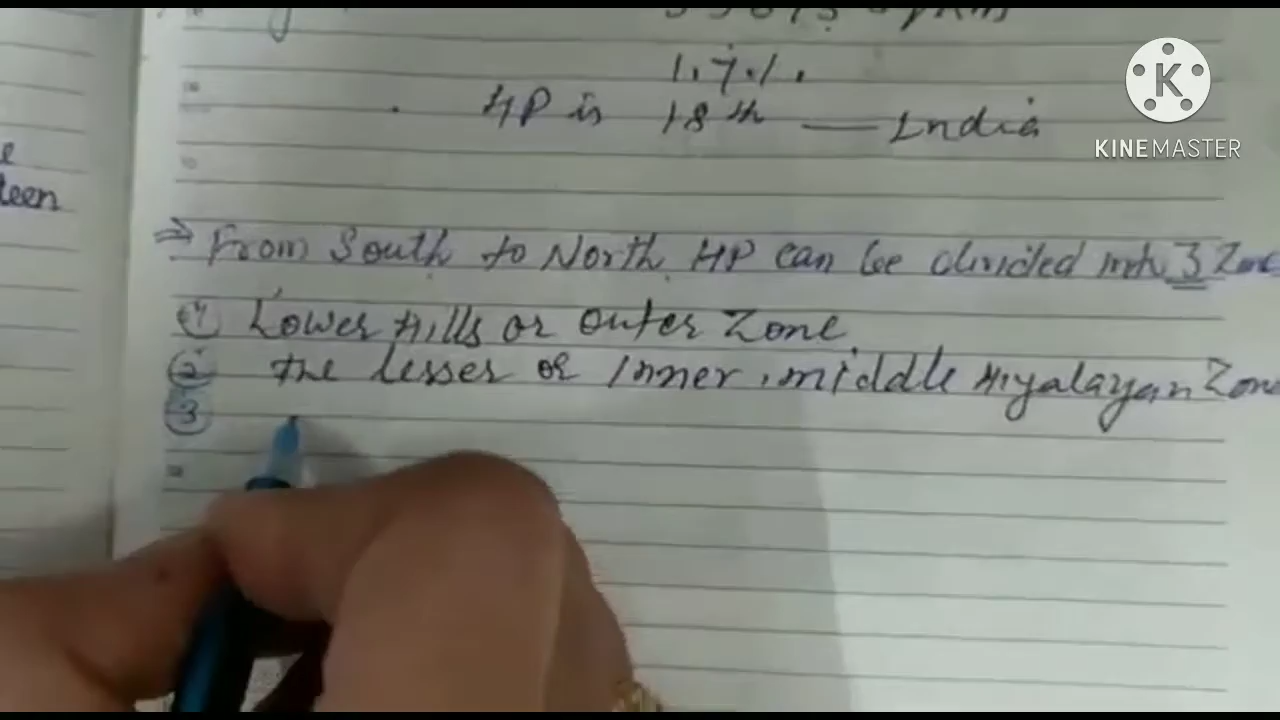 1.7%.
HP is 18th — India
⇒ From South to North HP can be divided into 3 Zone
① Lower Hills or Outer Zone.
② The lesser or Inner, middle Hiyalayan Zone
③
e
teen
K
KINEMASTER